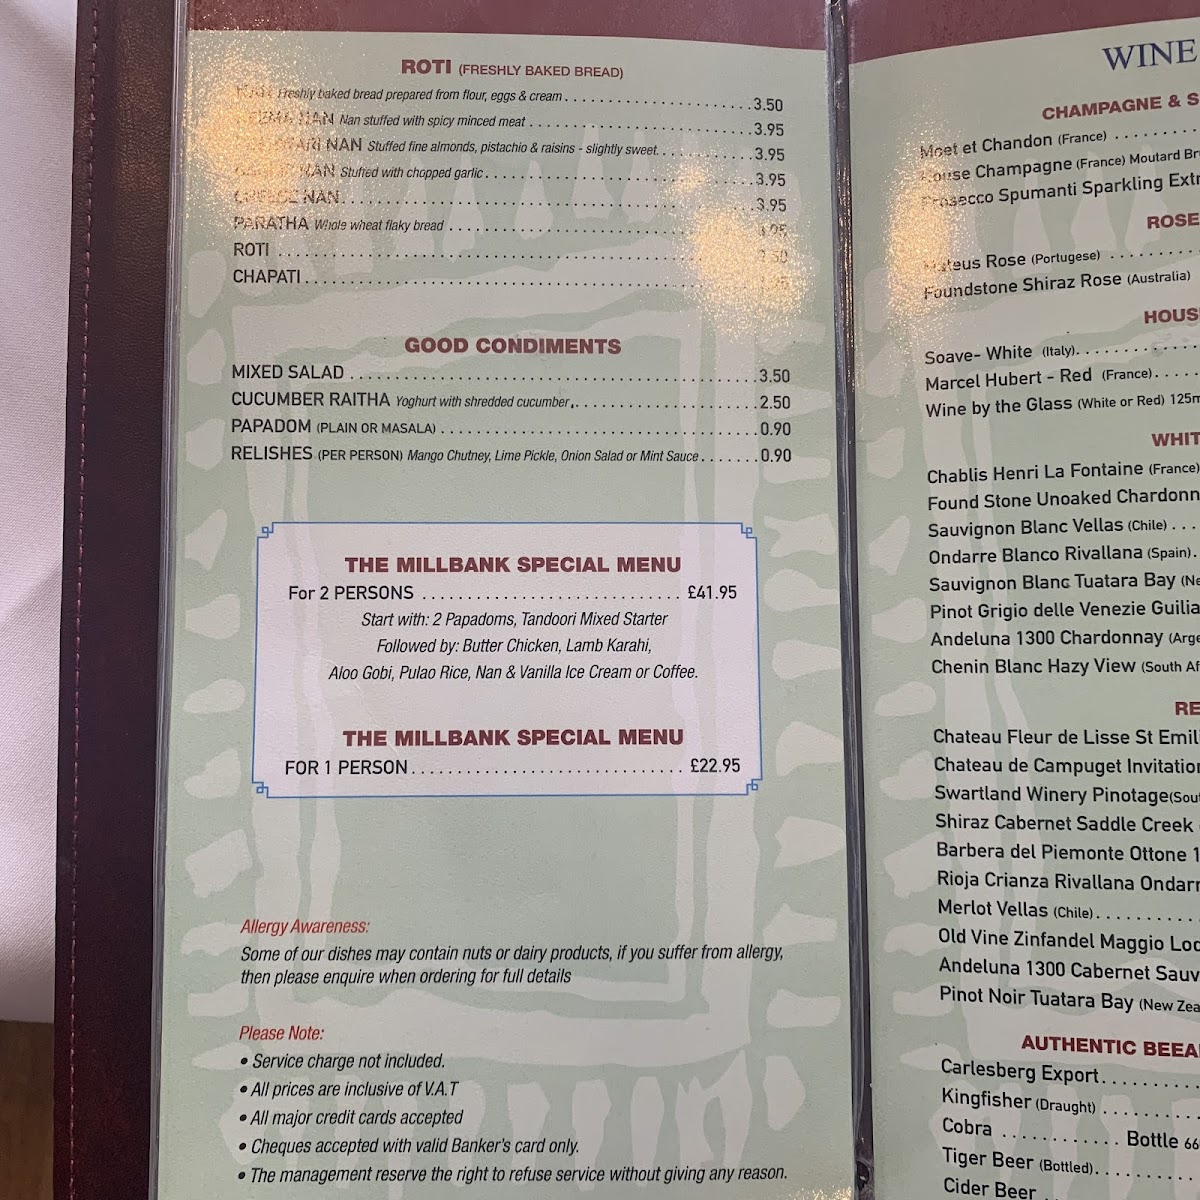 ROTI (FRESHLY BAKED BREAD)
NAN Freshly baked bread prepared from flour, eggs & cream 3.50
NAN Nan stuffed with spicy minced meat 3.95
NAN Stuffed fine almonds, pistachio & raisins - slightly sweet. 3.95
NAN Stuffed with chopped garlic 3.95
CHEESE NAN 3.95
PARATHA Whole wheat flaky bread
ROTI
CHAPATI
GOOD CONDIMENTS
MIXED SALAD 3.50
CUCUMBER RAITHA Yoghurt with shredded cucumber 2.50
PAPADOM (PLAIN OR MASALA) 0.90
RELISHES (PER PERSON) Mango Chutney, Lime Pickle, Onion Salad or Mint Sauce 0.90
THE MILLBANK SPECIAL MENU
For 2 PERSONS £41.95
Start with: 2 Papadoms, Tandoori Mixed Starter
Followed by: Butter Chicken, Lamb Karahi,
Aloo Gobi, Pulao Rice, Nan & Vanilla Ice Cream or Coffee.
THE MILLBANK SPECIAL MENU
FOR 1 PERSON £22.95
Allergy Awareness:
Some of our dishes may contain nuts or dairy products, if you suffer from allergy,
then please enquire when ordering for full details
Please Note:
• Service charge not included.
• All prices are inclusive of V.A.T
• All major credit cards accepted
• Cheques accepted with valid Banker's card only.
• The management reserve the right to refuse service without giving any reason.
WINE
CHAMPAGNE & S
Moet et Chandon (France)
House Champagne (France) Moutard Bru
Prosecco Spumanti Sparkling Extr
ROSE
Mateus Rose (Portugese)
Foundstone Shiraz Rose (Australia)
HOUS
Soave- White (Italy)
Marcel Hubert - Red (France)
Wine by the Glass (White or Red) 125m
WHIT
Chablis Henri La Fontaine (France)
Found Stone Unoaked Chardonn
Sauvignon Blanc Vellas (Chile)
Ondarre Blanco Rivallana (Spain)
Sauvignon Blanc Tuatara Bay (Ne
Pinot Grigio delle Venezie Guilia
Andeluna 1300 Chardonnay (Arge
Chenin Blanc Hazy View (South Af
RE
Chateau Fleur de Lisse St Emil
Chateau de Campuget Invitation
Swartland Winery Pinotage(Sout
Shiraz Cabernet Saddle Creek
Barbera del Piemonte Ottone 1
Rioja Crianza Rivallana Ondarr
Merlot Vellas (Chile)
Old Vine Zinfandel Maggio Lod
Andeluna 1300 Cabernet Sauv
Pinot Noir Tuatara Bay (New Zea
AUTHENTIC BEEA
Carlesberg Export
Kingfisher (Draught)
Cobra Bottle 66
Tiger Beer (Bottled)
Cider Beer